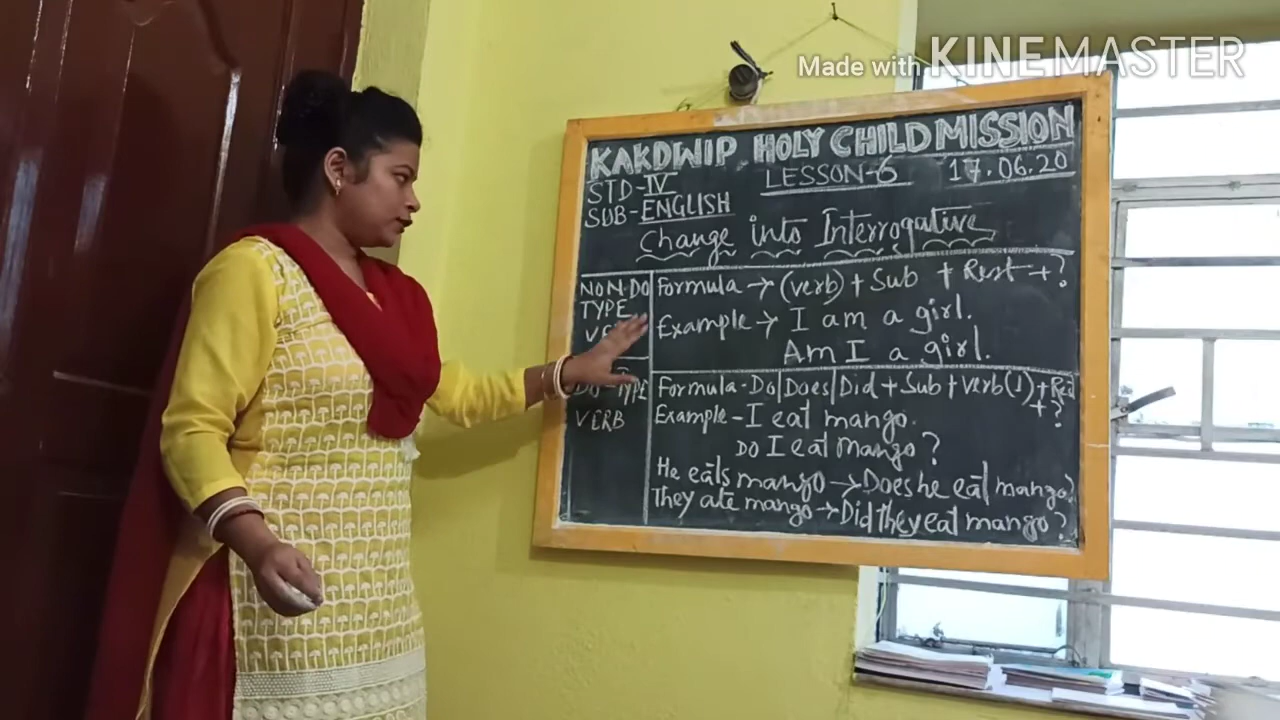 Made with KINEMASTER
KAKDWIP HOLY CHILD MISSION
STD-IV LESSON-6 17.06.20
SUB-ENGLISH
Change into Interrogative
NON-DO TYPE
Formula → (verb) + Sub + Rest + ?
Example → I am a girl.
Am I a girl.
DO-TYPE VERB
Formula - Do|Does|Did + Sub + Verb(1) + Rest + ?
Example - I eat mango.
Do I eat mango?
He eats mango → Does he eat mango?
They ate mango → Did they eat mango?